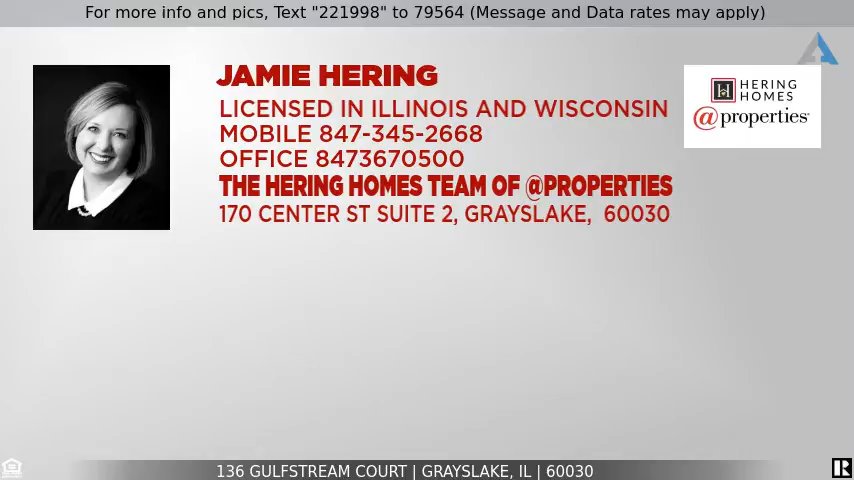 For more info and pics, Text "221998" to 79564 (Message and Data rates may apply)
JAMIE HERING
LICENSED IN ILLINOIS AND WISCONSIN
MOBILE 847-345-2668
OFFICE 8473670500
THE HERING HOMES TEAM OF @PROPERTIES
170 CENTER ST SUITE 2, GRAYSLAKE,  60030
H
HERING
HOMES
@properties
136 GULFSTREAM COURT | GRAYSLAKE, IL | 60030